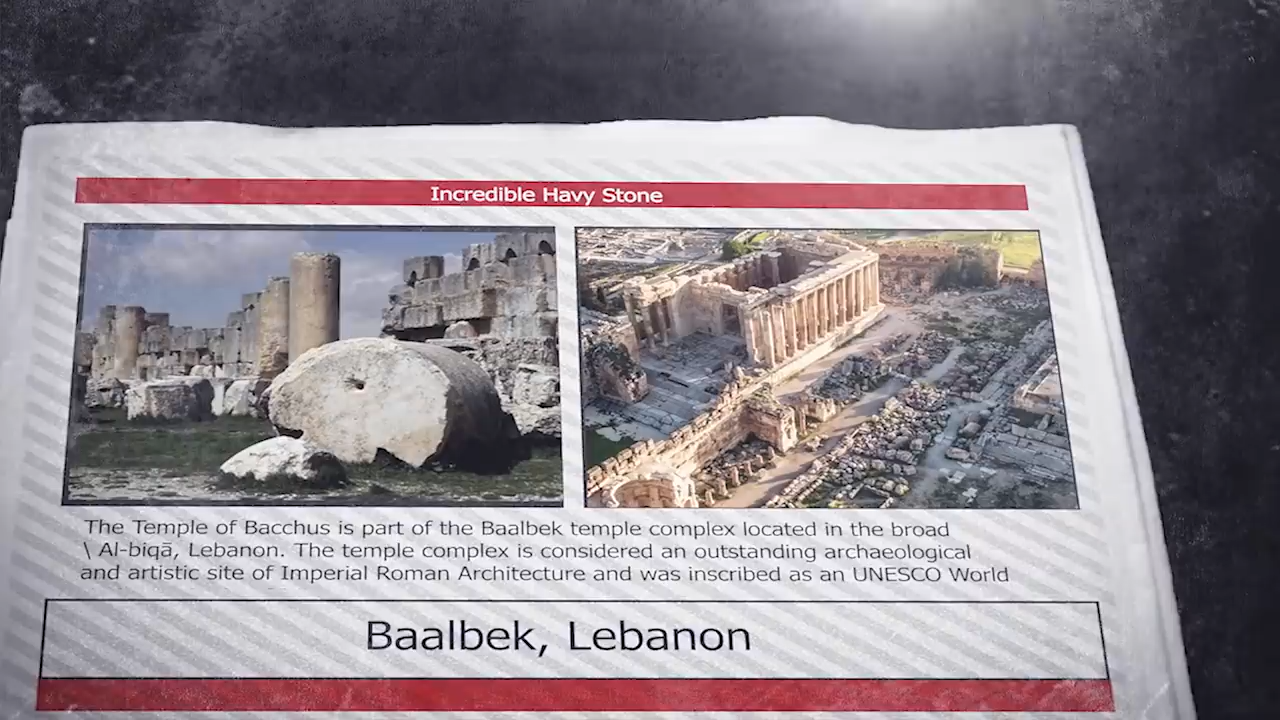 Incredible Havy Stone
The Temple of Bacchus is part of the Baalbek temple complex located in the broad
\ Al-biqā, Lebanon. The temple complex is considered an outstanding archaeological
and artistic site of Imperial Roman Architecture and was inscribed as an UNESCO World
Baalbek, Lebanon